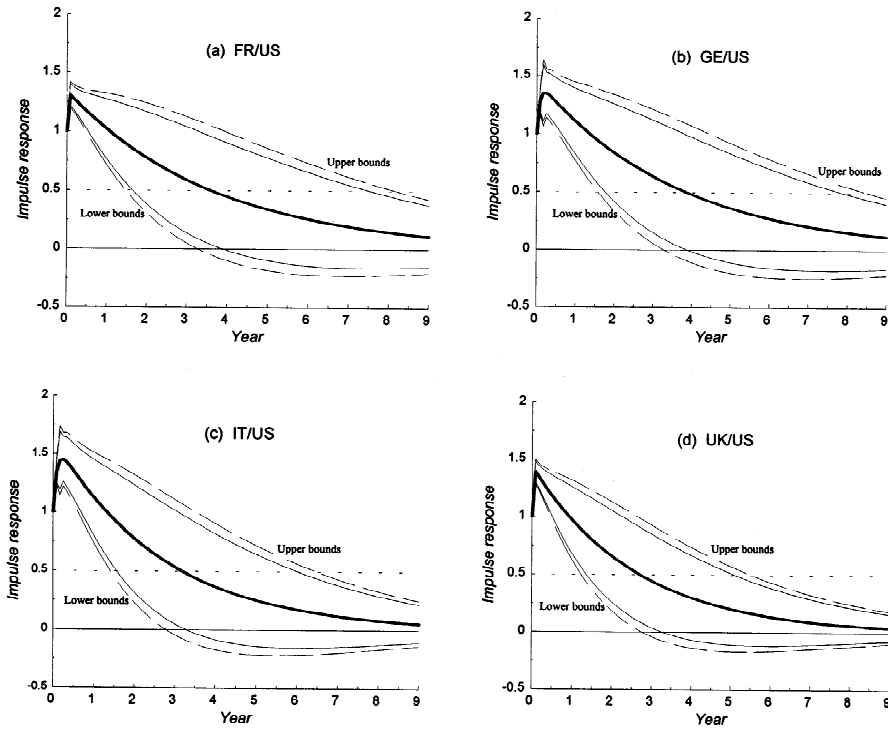 (a) FR/US
Impulse response
2
1.5
1
0.5
0
-0.5
Upper bounds
Lower bounds
0 1 2 3 4 5 6 7 8 9
Year
(b) GE/US
Impulse response
2
1.5
1
0.5
0
-0.5
Upper bounds
Lower bounds
0 1 2 3 4 5 6 7 8 9
Year
(c) IT/US
Impulse response
2
1.5
1
0.5
0
-0.5
Upper bounds
Lower bounds
0 1 2 3 4 5 6 7 8 9
Year
(d) UK/US
Impulse response
2
1.5
1
0.5
0
-0.5
Upper bounds
Lower bounds
0 1 2 3 4 5 6 7 8 9
Year